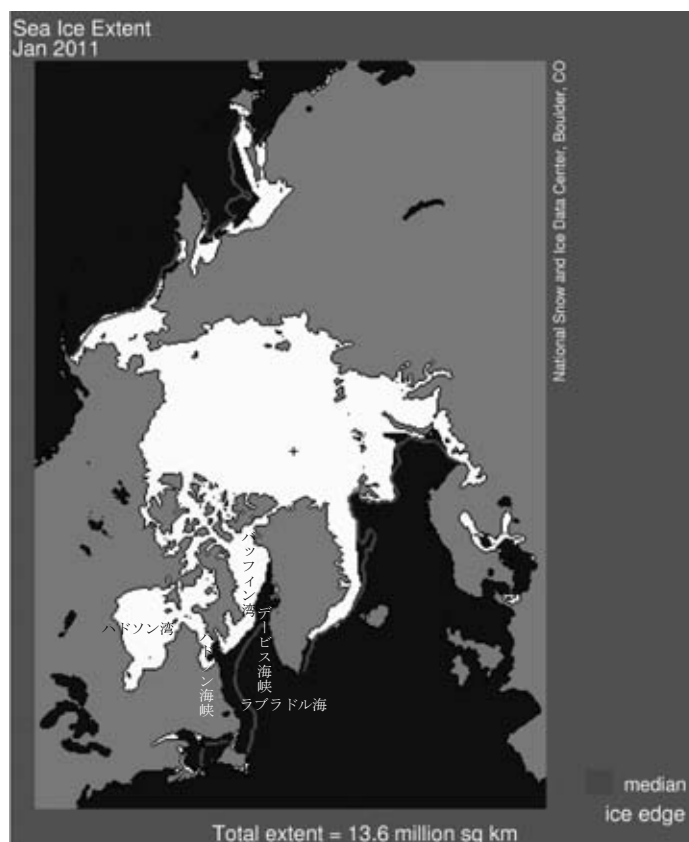 Sea Ice Extent
Jan 2011
National Snow and Ice Data Center, Boulder, CO
バッフィン湾
ハドソン湾
デービス海峡
ハドソン海峡
ラブラドル海
median
ice edge
Total extent = 13.6 million sq km